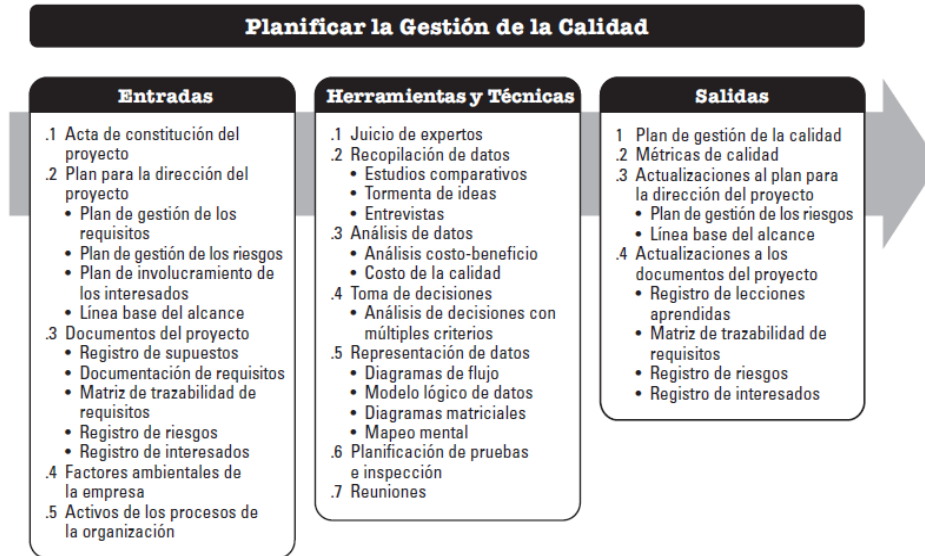 Planificar la Gestión de la Calidad
Entradas
.1 Acta de constitución del
proyecto
.2 Plan para la dirección del
proyecto
• Plan de gestión de los
requisitos
• Plan de gestión de los riesgos
• Plan de involucramiento de
los interesados
• Línea base del alcance
.3 Documentos del proyecto
• Registro de supuestos
• Documentación de requisitos
• Matriz de trazabilidad de
requisitos
• Registro de riesgos
• Registro de interesados
.4 Factores ambientales de
la empresa
.5 Activos de los procesos de
la organización
Herramientas y Técnicas
.1 Juicio de expertos
.2 Recopilación de datos
• Estudios comparativos
• Tormenta de ideas
• Entrevistas
.3 Análisis de datos
• Análisis costo-beneficio
• Costo de la calidad
.4 Toma de decisiones
• Análisis de decisiones con
múltiples criterios
.5 Representación de datos
• Diagramas de flujo
• Modelo lógico de datos
• Diagramas matriciales
• Mapeo mental
.6 Planificación de pruebas
e inspección
.7 Reuniones
Salidas
1 Plan de gestión de la calidad
.2 Métricas de calidad
.3 Actualizaciones al plan para
la dirección del proyecto
• Plan de gestión de los riesgos
• Línea base del alcance
.4 Actualizaciones a los
documentos del proyecto
• Registro de lecciones
aprendidas
• Matriz de trazabilidad de
requisitos
• Registro de riesgos
• Registro de interesados